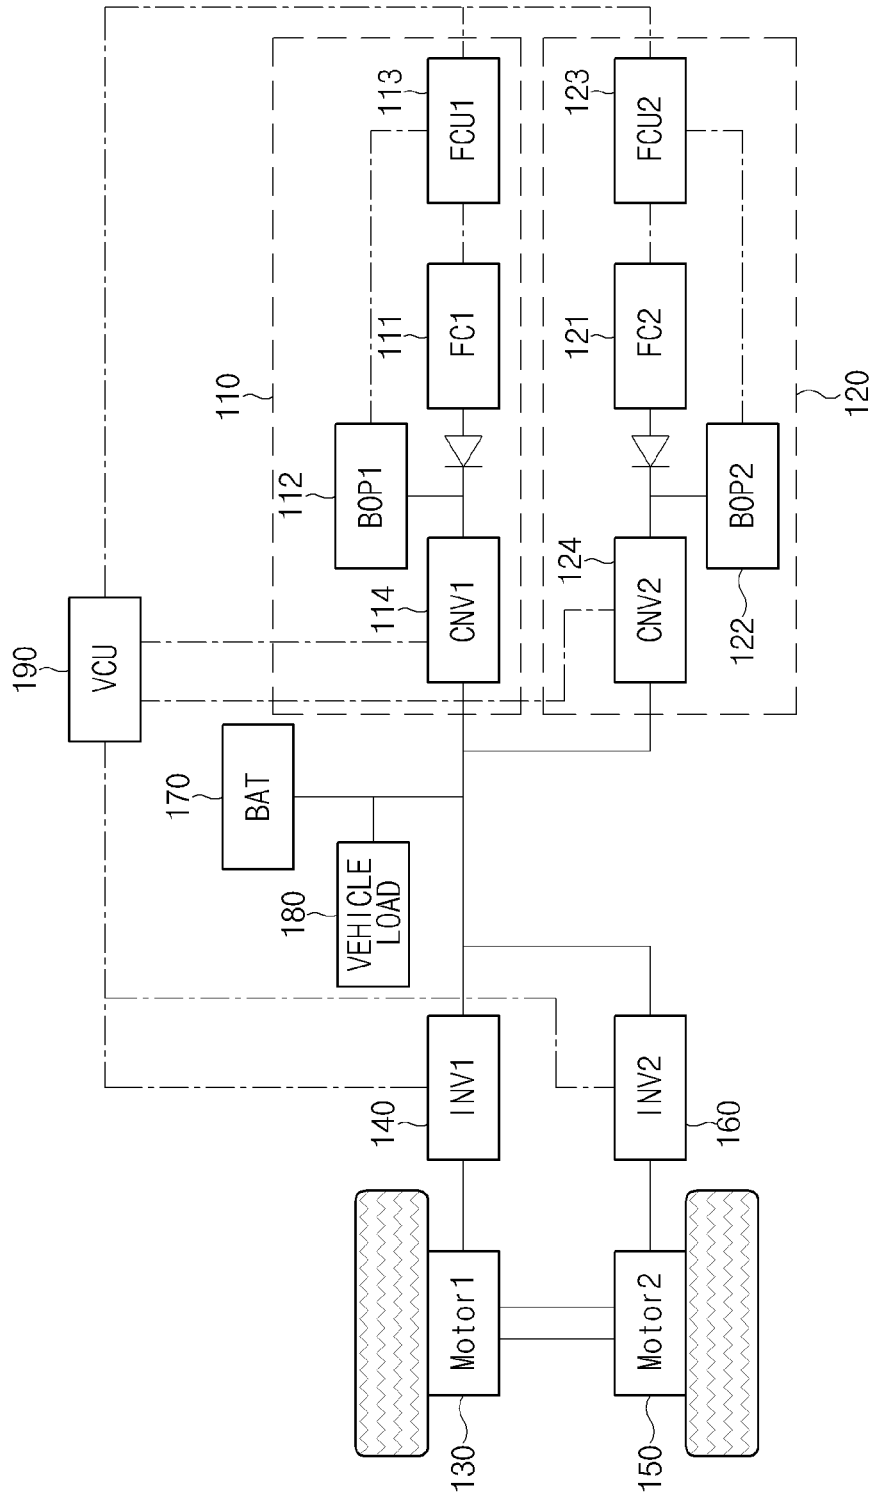 190
VCU
170
BAT
180
VEHICLE
LOAD
110
112
BOP1
111
FC1
113
FCU1
114
CNV1
120
124
CNV2
121
FC2
123
FCU2
122
BOP2
140
INV1
160
INV2
130
Motor1
150
Motor2